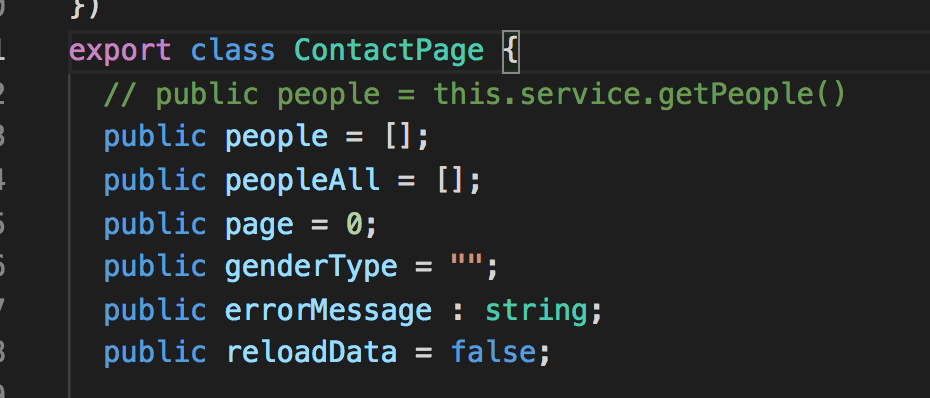 })
export class ContactPage {
// public people = this.service.getPeople()
public people = [];
public peopleAll = [];
public page = 0;
public genderType = "";
public errorMessage : string;
public reloadData = false;